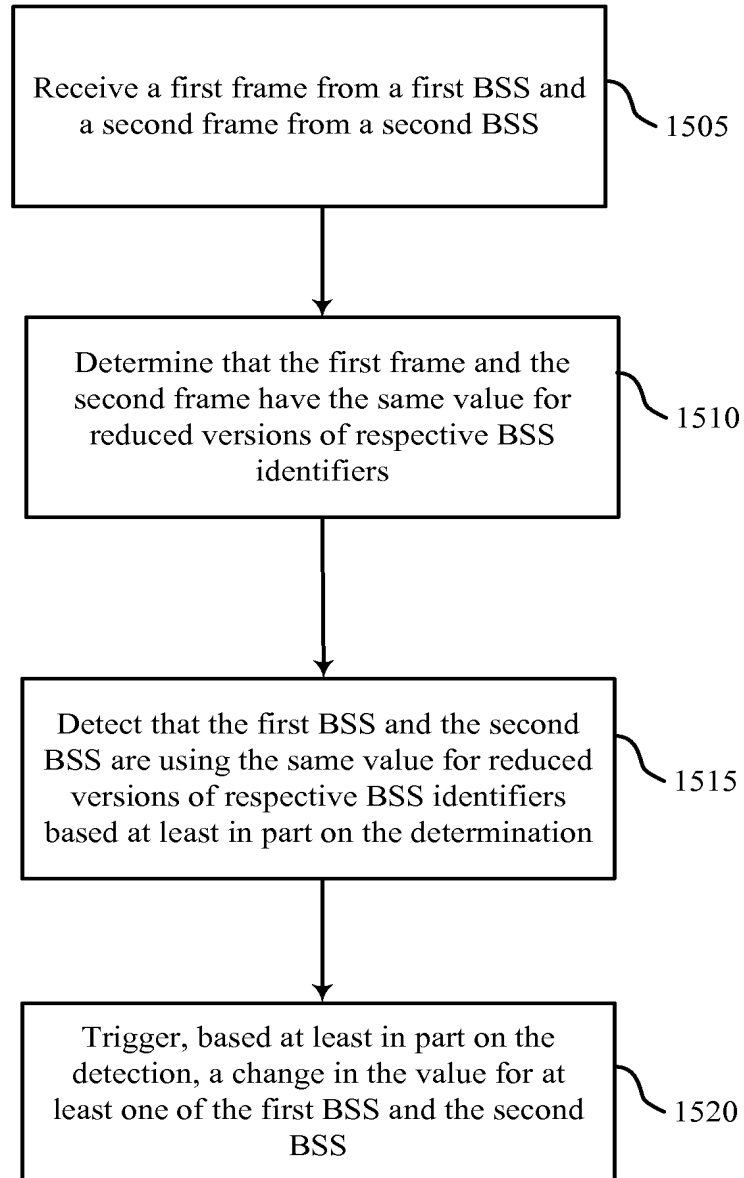 Receive a first frame from a first BSS and
a second frame from a second BSS
1505
Determine that the first frame and the
second frame have the same value for
reduced versions of respective BSS
identifiers
1510
Detect that the first BSS and the second
BSS are using the same value for reduced
versions of respective BSS identifiers
based at least in part on the determination
1515
Trigger, based at least in part on the
detection, a change in the value for at
least one of the first BSS and the second
BSS
1520